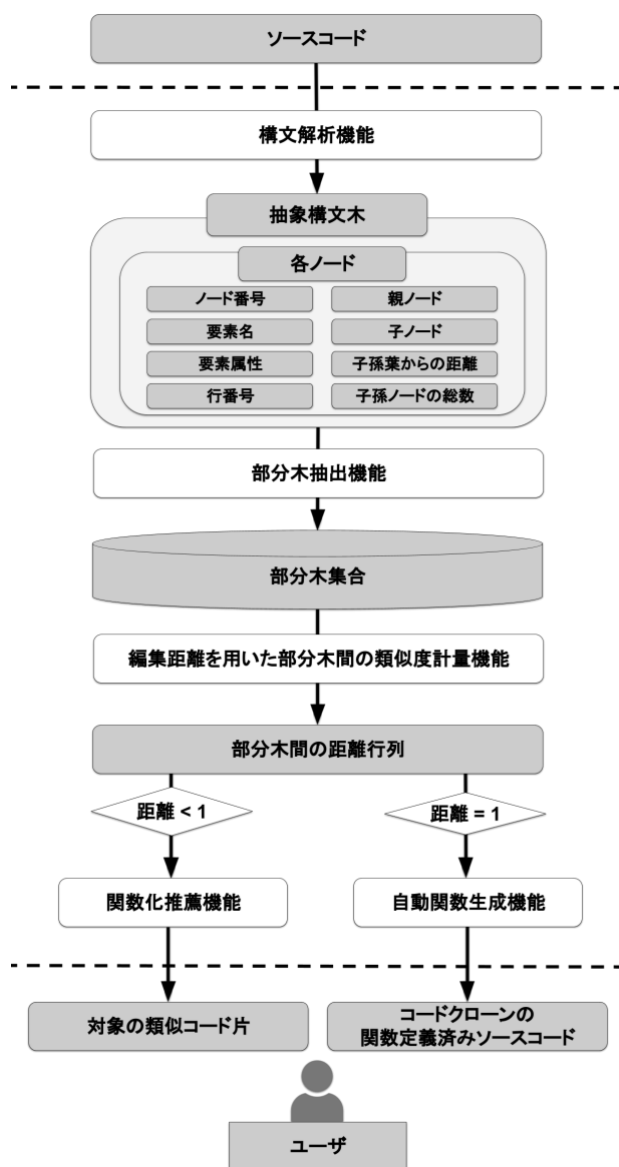 ソースコード
構文解析機能
抽象構文木
各ノード
ノード番号
親ノード
要素名
子ノード
要素属性
子孫葉からの距離
行番号
子孫ノードの総数
部分木抽出機能
部分木集合
編集距離を用いた部分木間の類似度計量機能
部分木間の距離行列
距離 < 1
距離 = 1
関数化推薦機能
自動関数生成機能
対象の類似コード片
コードクローンの
関数定義済みソースコード
ユーザ